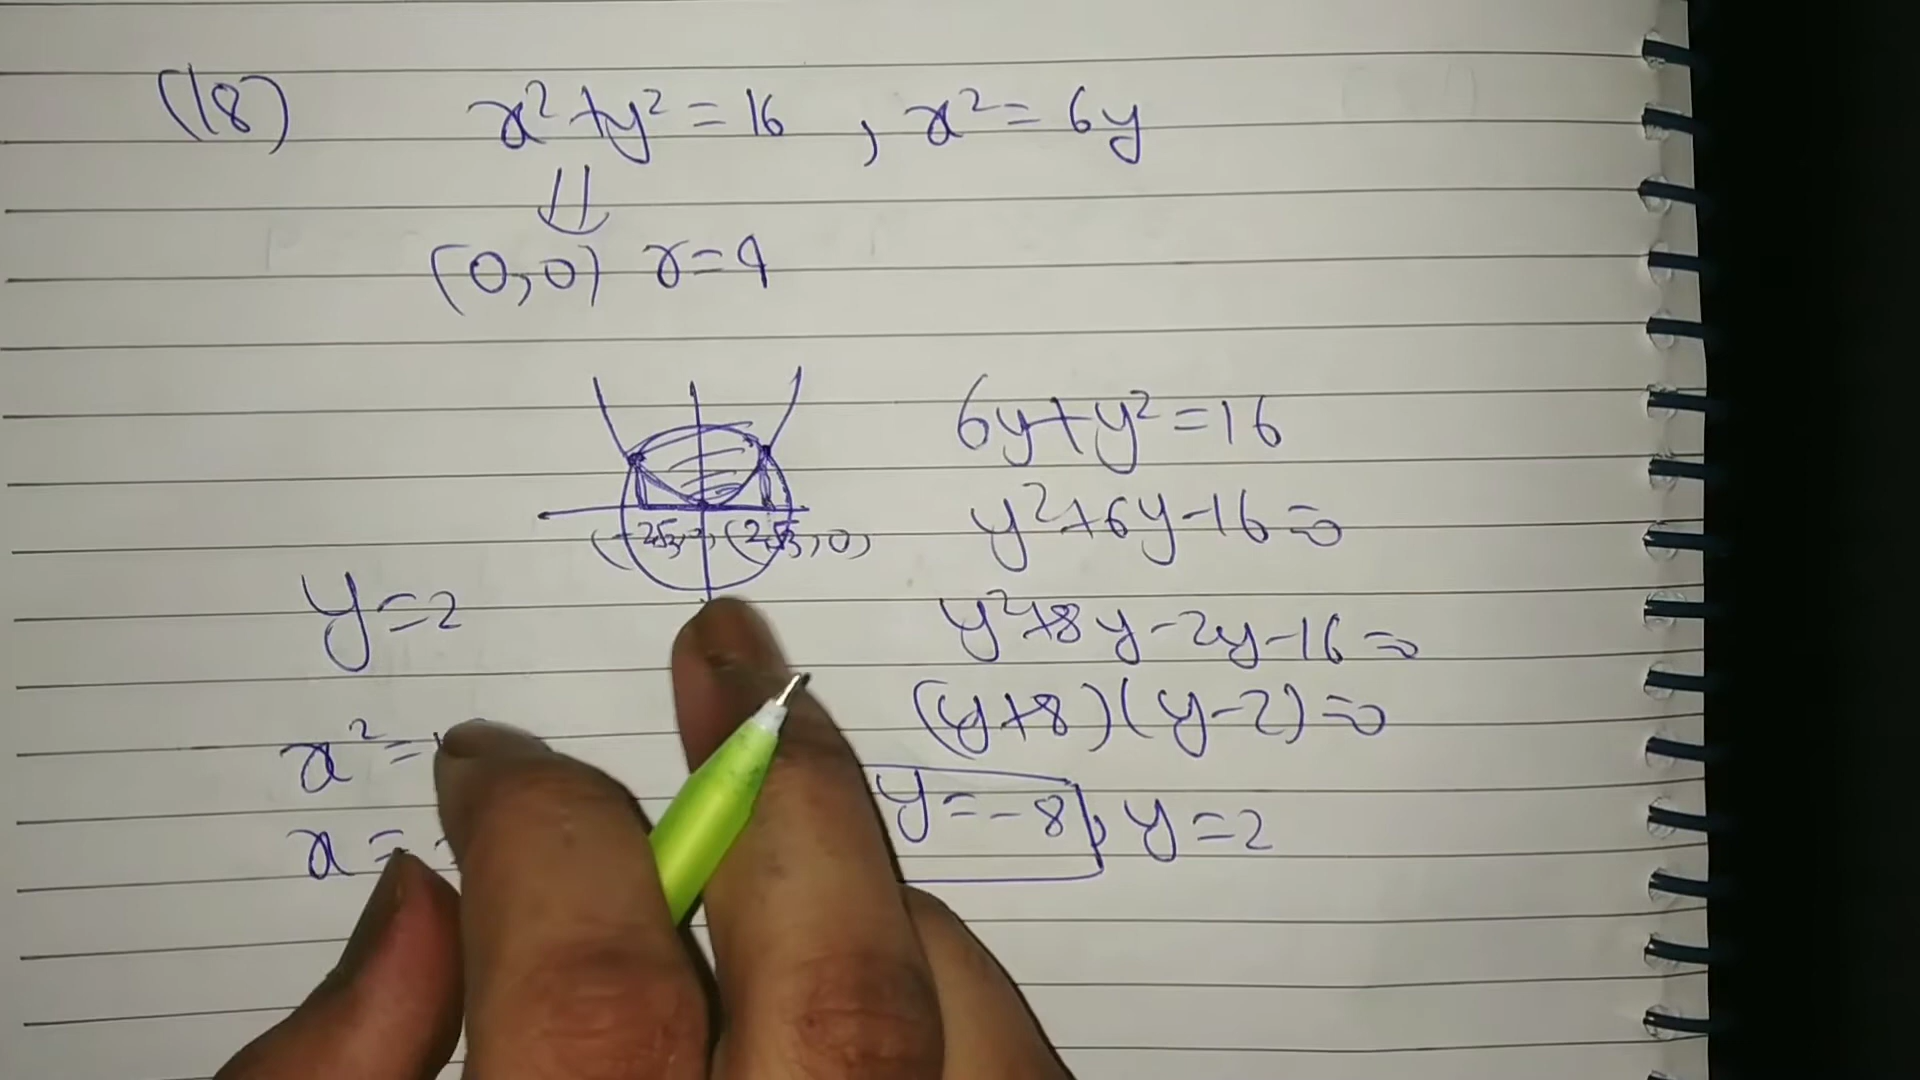 (18) x²+y²=16 , x²=6y
(0,0) r=4
6y+y²=16
y²+6y-16=0
(-2√3,0) (2√3,0)
y=2
y²+8y-2y-16=0
(y+8)(y-2)=0
x²=
y=-8, y=2
x=